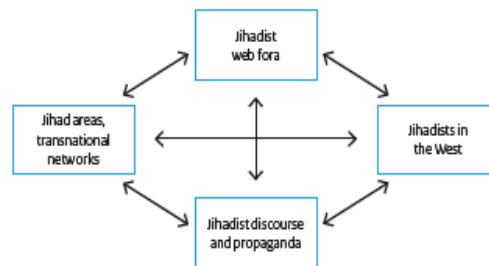 Jihadist
web fora
Jihad areas,
transnational
networks
Jihadists in
the West
Jihadist discourse
and propaganda